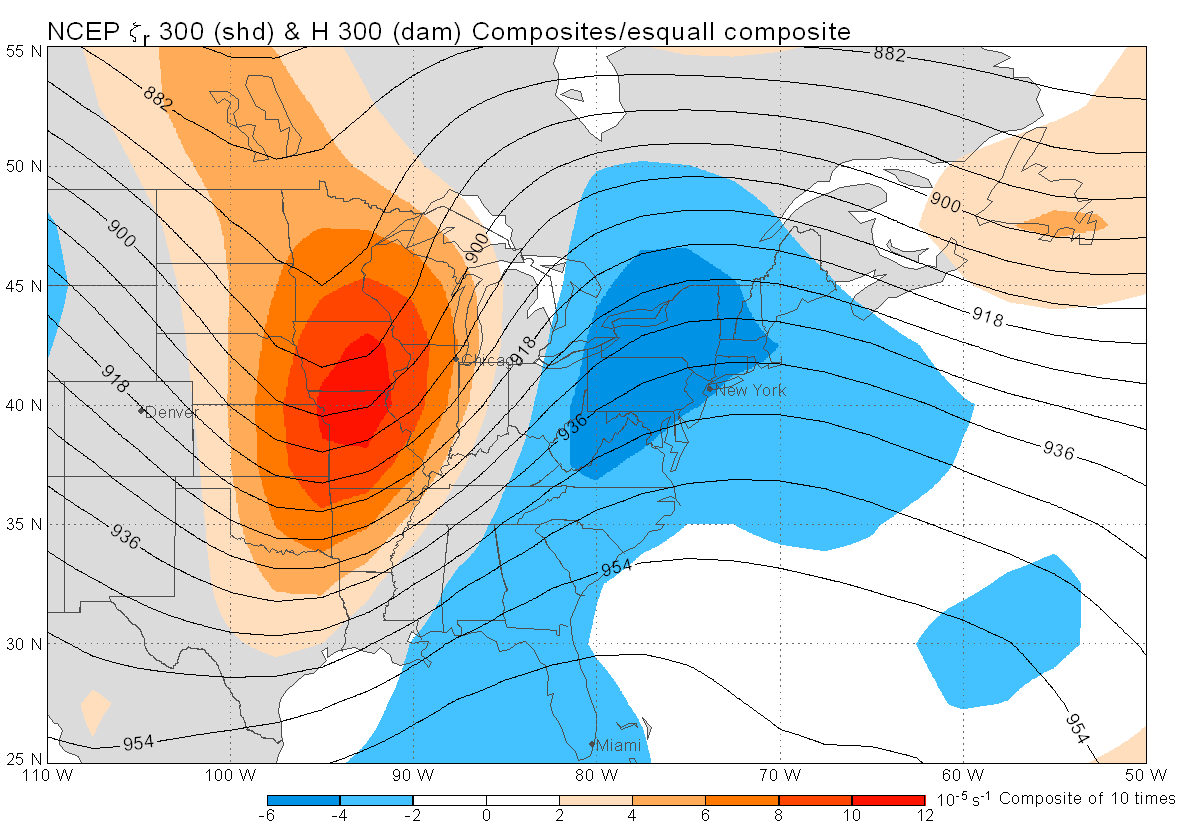 NCEP ζr 300 (shd) & H 300 (dam) Composites/esquall composite
55 N
882
882
50 N
900
900
900
45 N
918
918
Chicago
918
Denver
New York
40 N
936
936
35 N
936
954
30 N
954
954
Miami
25 N
110 W 100 W 90 W 80 W 70 W 60 W 50 W
10⁻⁵ s⁻¹ Composite of 10 times
-6 -4 -2 0 2 4 6 8 10 12